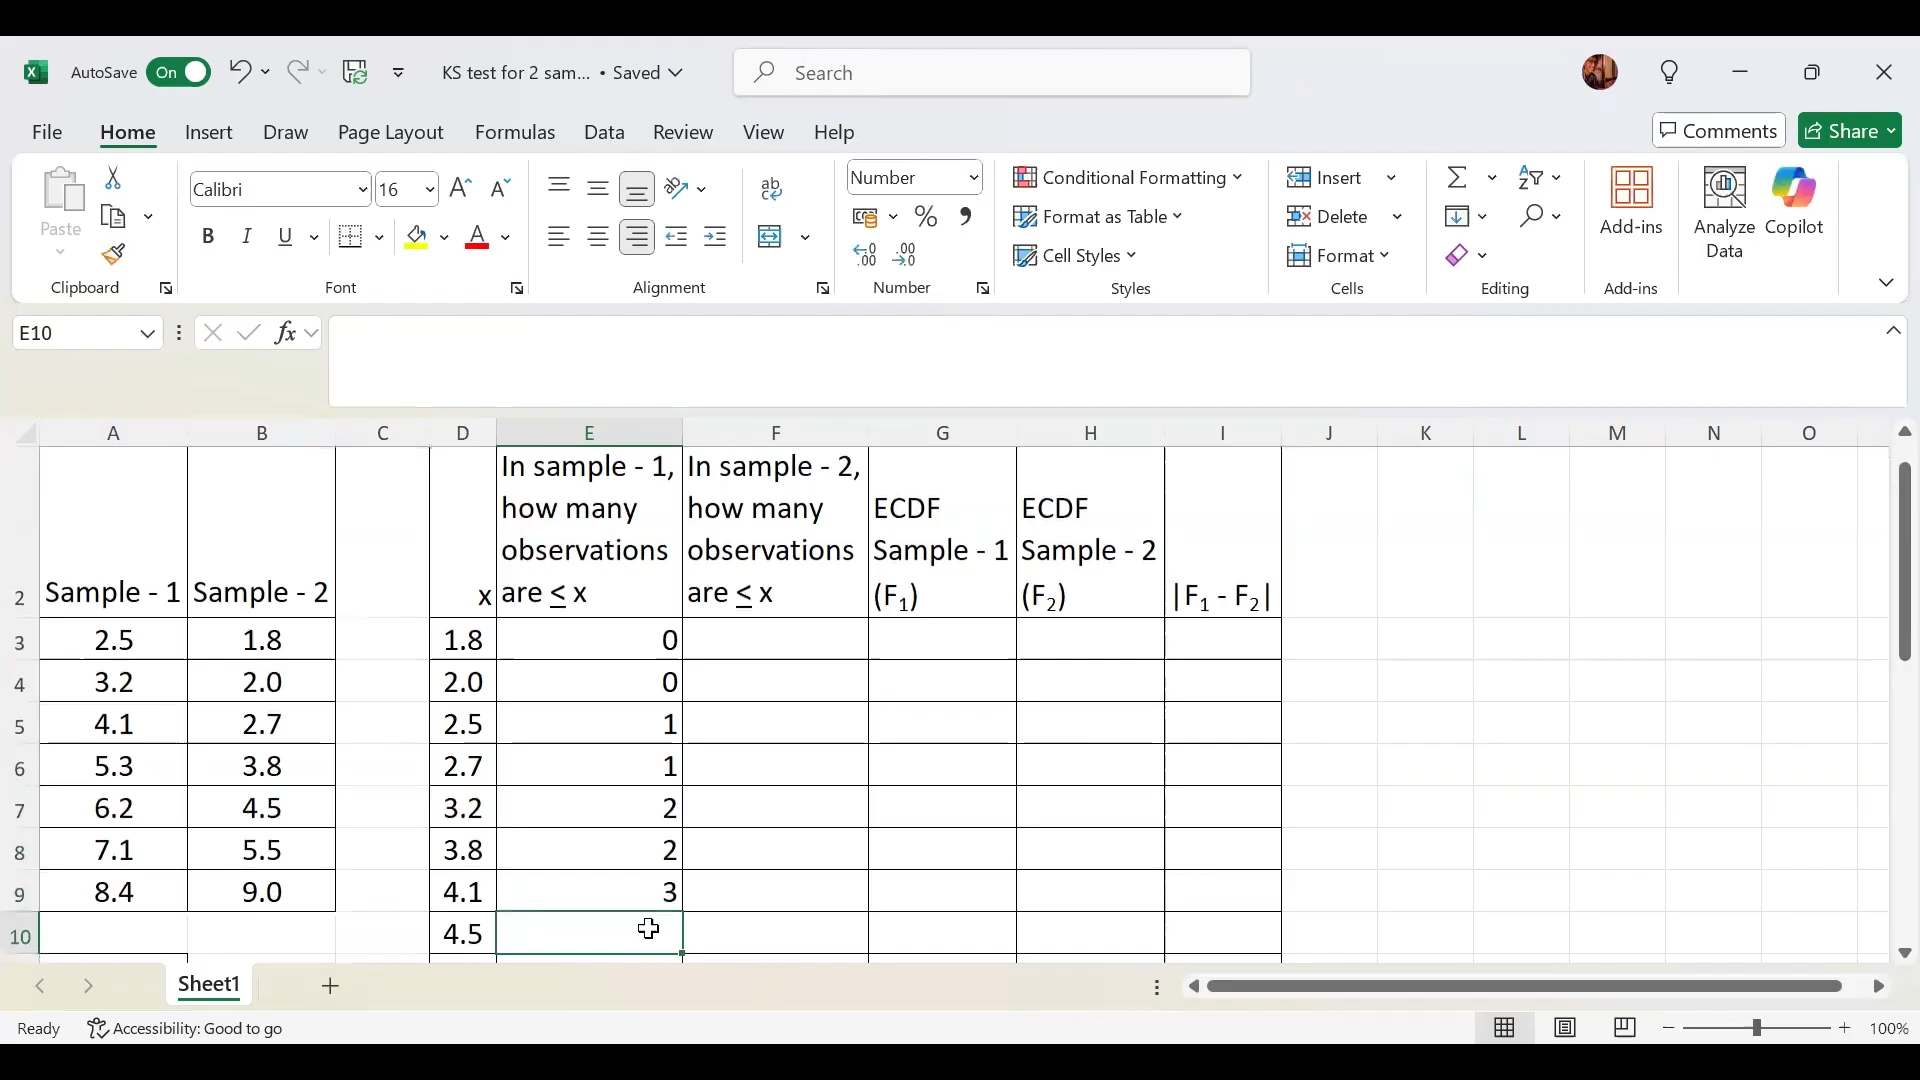 AutoSave On KS test for 2 sam... • Saved Search
File Home Insert Draw Page Layout Formulas Data Review View Help Comments Share
Paste
Clipboard
Calibri 16
B I U A
Font
ab
Alignment
Number
%
Number
Conditional Formatting
Format as Table
Cell Styles
Styles
Insert
Delete
Format
Cells
Editing
Add-ins
Add-ins
Analyze
Data
Copilot
E10 fx
A B C D E F G H I J K L M N O
2 Sample - 1 Sample - 2 x
In sample - 1,
how many
observations
are ≤ x
In sample - 2,
how many
observations
are ≤ x
ECDF
Sample - 1
(F₁)
ECDF
Sample - 2
(F₂)
|F₁ - F₂|
3 2.5 1.8 1.8 0
4 3.2 2.0 2.0 0
5 4.1 2.7 2.5 1
6 5.3 3.8 2.7 1
7 6.2 4.5 3.2 2
8 7.1 5.5 3.8 2
9 8.4 9.0 4.1 3
10 4.5
Sheet1
Ready Accessibility: Good to go 100%